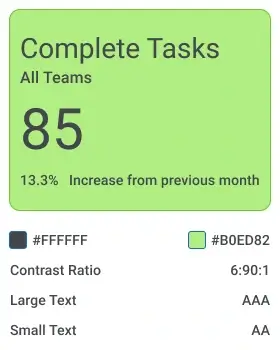 Complete Tasks
All Teams
85
13.3% Increase from previous month
#FFFFFF #B0ED82
Contrast Ratio 6:90:1
Large Text AAA
Small Text AA